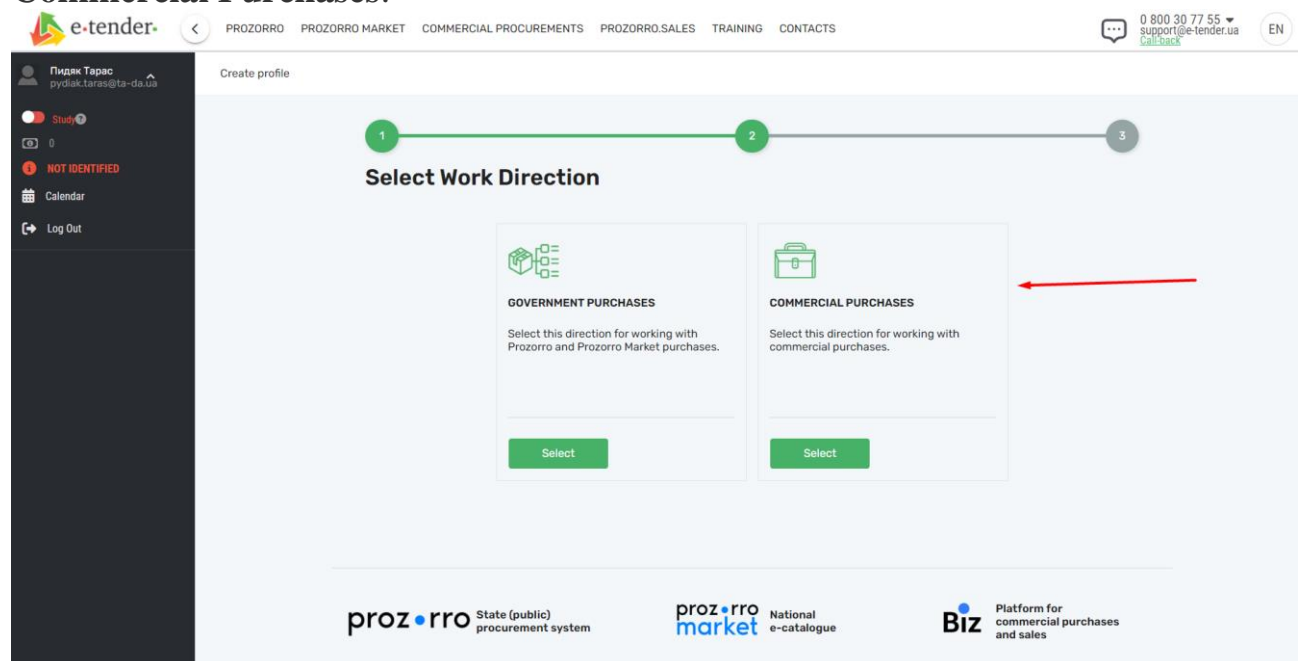 Commercial Purchases.
e-tender-
PROZORRO PROZORRO MARKET COMMERCIAL PROCUREMENTS PROZORRO.SALES TRAINING CONTACTS
0 800 30 77 55
support@e-tender.ua
Call-back
EN
Пидяк Тарас
pydiak.taras@ta-da.ua
Create profile
Study
0
NOT IDENTIFIED
Calendar
Log Out
1 2 3
Select Work Direction
GOVERNMENT PURCHASES
Select this direction for working with
Prozorro and Prozorro Market purchases.
Select
COMMERCIAL PURCHASES
Select this direction for working with
commercial purchases.
Select
prozorro
State (public)
procurement system
prozorro
market
National
e-catalogue
Biz
Platform for
commercial purchases
and sales